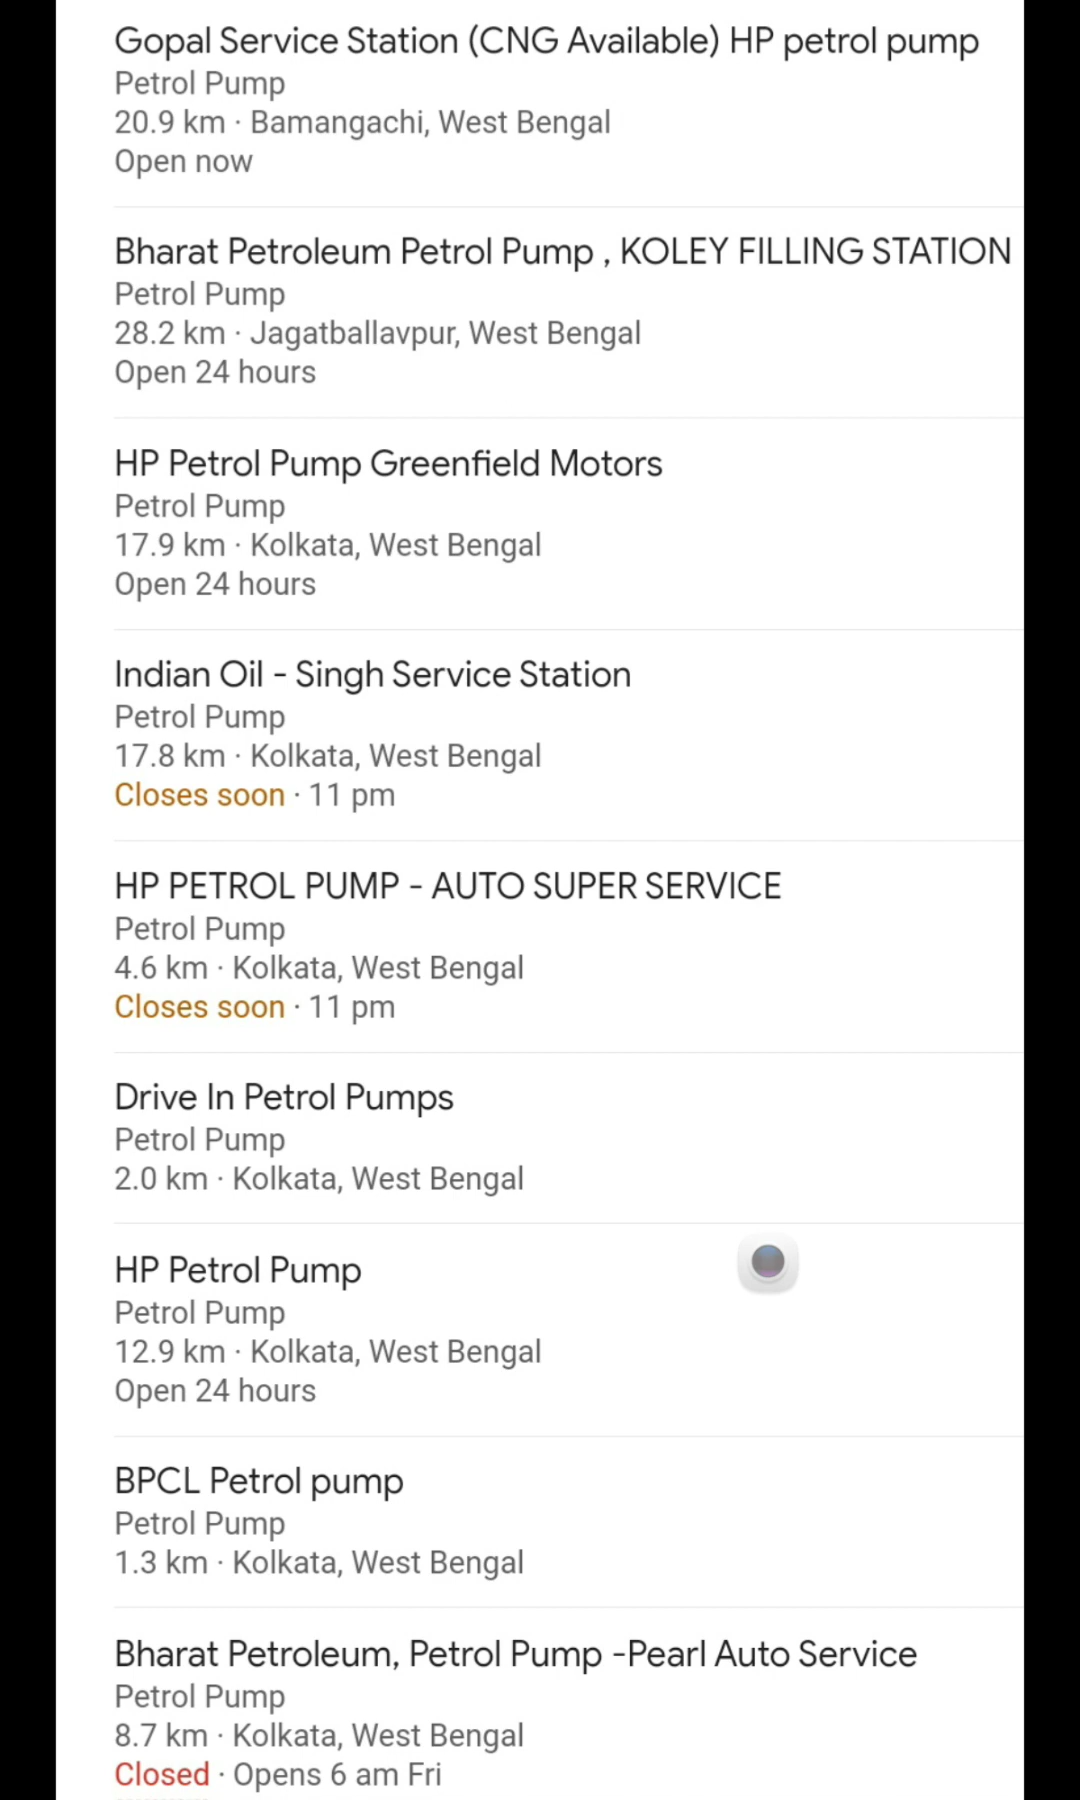 Gopal Service Station (CNG Available) HP petrol pump
Petrol Pump
20.9 km · Bamangachi, West Bengal
Open now
Bharat Petroleum Petrol Pump , KOLEY FILLING STATION
Petrol Pump
28.2 km · Jagatballavpur, West Bengal
Open 24 hours
HP Petrol Pump Greenfield Motors
Petrol Pump
17.9 km · Kolkata, West Bengal
Open 24 hours
Indian Oil - Singh Service Station
Petrol Pump
17.8 km · Kolkata, West Bengal
Closes soon · 11 pm
HP PETROL PUMP - AUTO SUPER SERVICE
Petrol Pump
4.6 km · Kolkata, West Bengal
Closes soon · 11 pm
Drive In Petrol Pumps
Petrol Pump
2.0 km · Kolkata, West Bengal
HP Petrol Pump
Petrol Pump
12.9 km · Kolkata, West Bengal
Open 24 hours
BPCL Petrol pump
Petrol Pump
1.3 km · Kolkata, West Bengal
Bharat Petroleum, Petrol Pump -Pearl Auto Service
Petrol Pump
8.7 km · Kolkata, West Bengal
Closed · Opens 6 am Fri